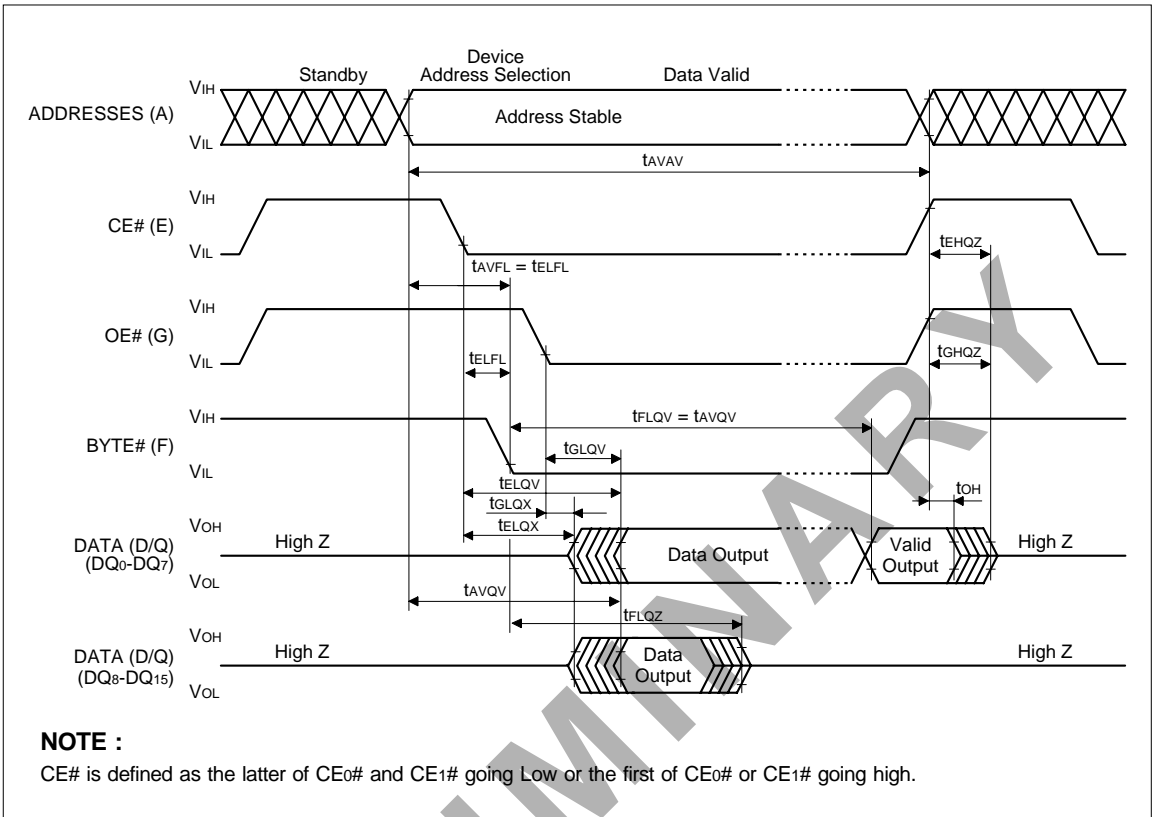 Device
Standby Address Selection Data Valid
VIH
ADDRESSES (A) Address Stable
VIL
tAVAV
VIH
CE# (E)
VIL tEHQZ
tAVFL = tELFL
VIH
OE# (G)
VIL tELFL tGHQZ
VIH tFLQV = tAVQV
BYTE# (F) tGLQV
VIL
tELQV
tGLQX tOH
tELQX
VOH
DATA (D/Q) High Z Data Output Valid High Z
(DQ0-DQ7) Output
VOL
tAVQV
tFLQZ
VOH
DATA (D/Q) High Z Data High Z
(DQ8-DQ15) Output
VOL
NOTE :
CE# is defined as the latter of CE0# and CE1# going Low or the first of CE0# or CE1# going high.
IMINARY